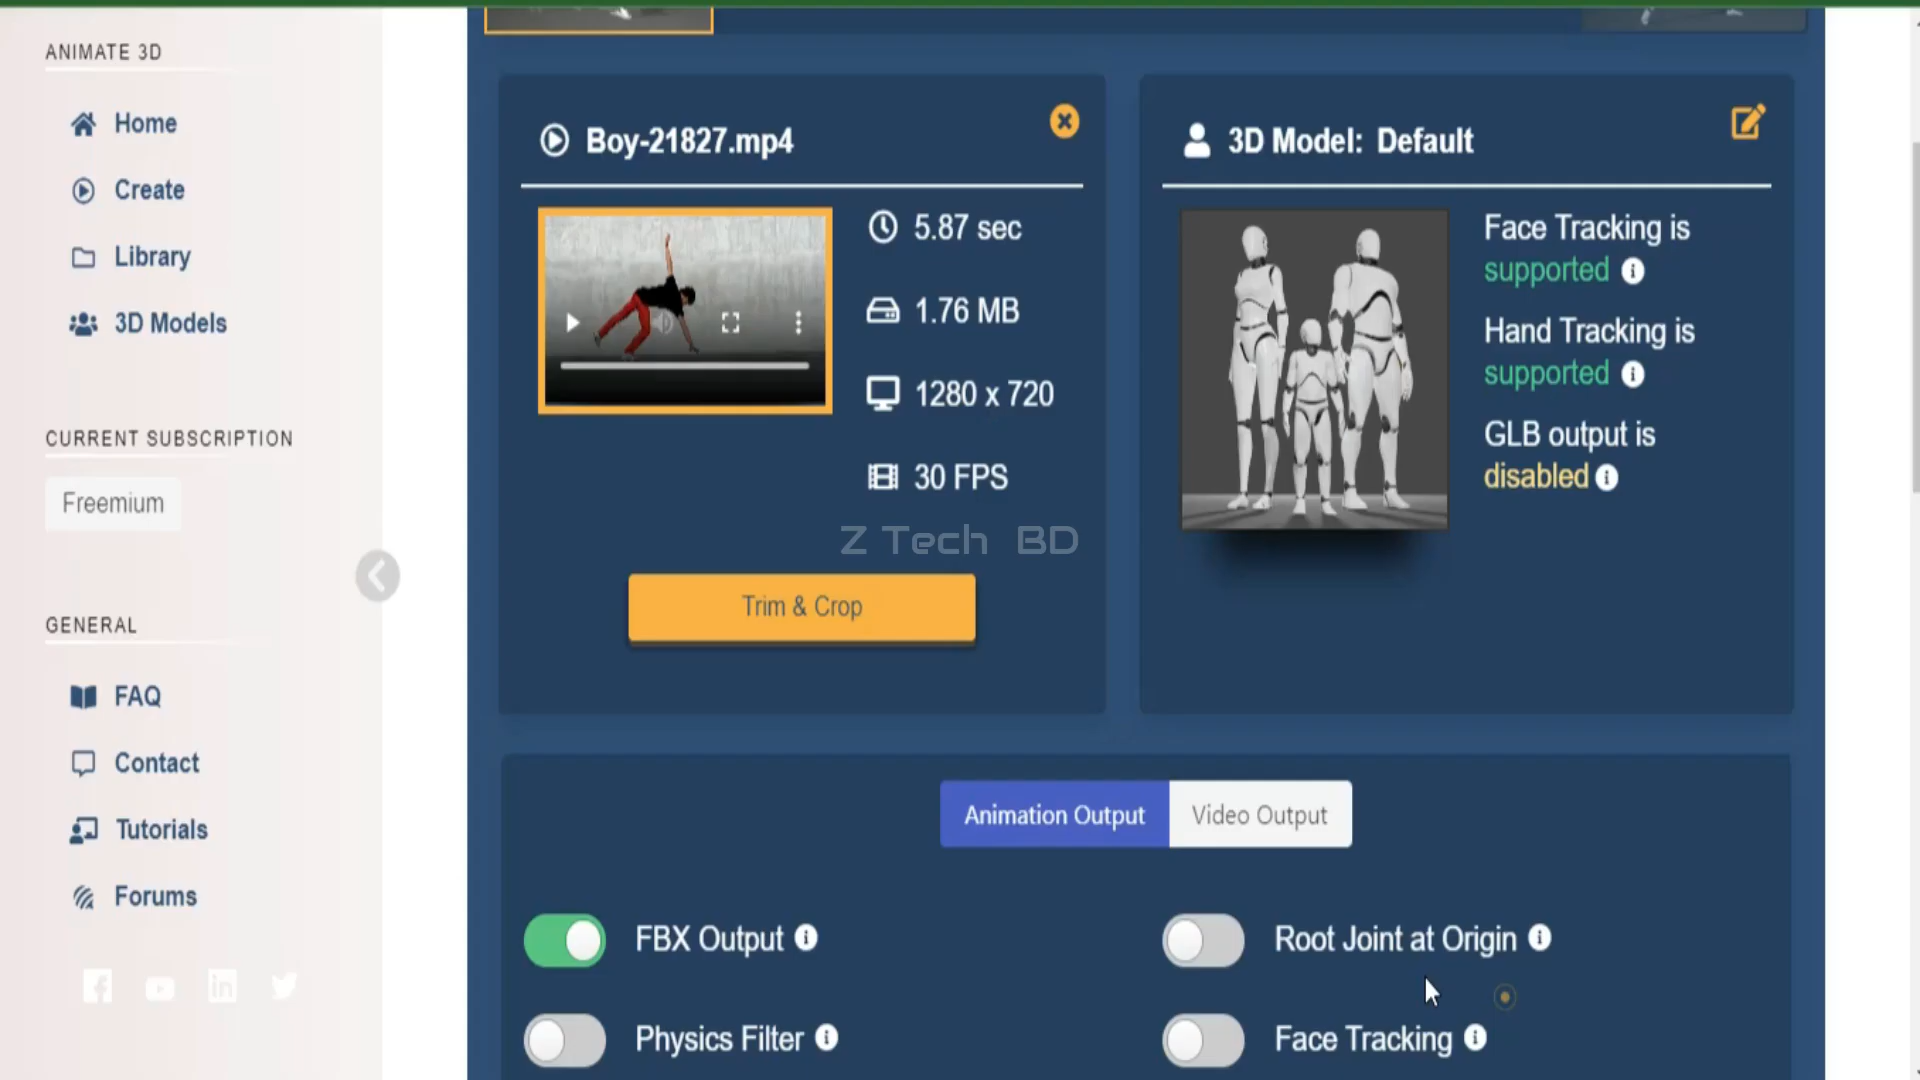 ANIMATE 3D
Home
Create
Library
3D Models
CURRENT SUBSCRIPTION
Freemium
GENERAL
FAQ
Contact
Tutorials
Forums
Boy-21827.mp4
5.87 sec
1.76 MB
1280 x 720
30 FPS
Trim & Crop
3D Model: Default
Face Tracking is
supported
Hand Tracking is
supported
GLB output is
disabled
Z Tech BD
Animation Output
Video Output
FBX Output
Root Joint at Origin
Physics Filter
Face Tracking